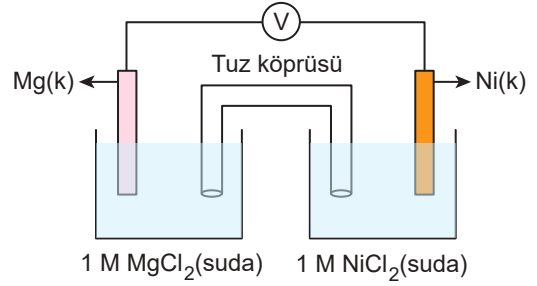 V
Tuz köprüsü
Mg(k)
Ni(k)
1 M MgCl₂(suda)
1 M NiCl₂(suda)